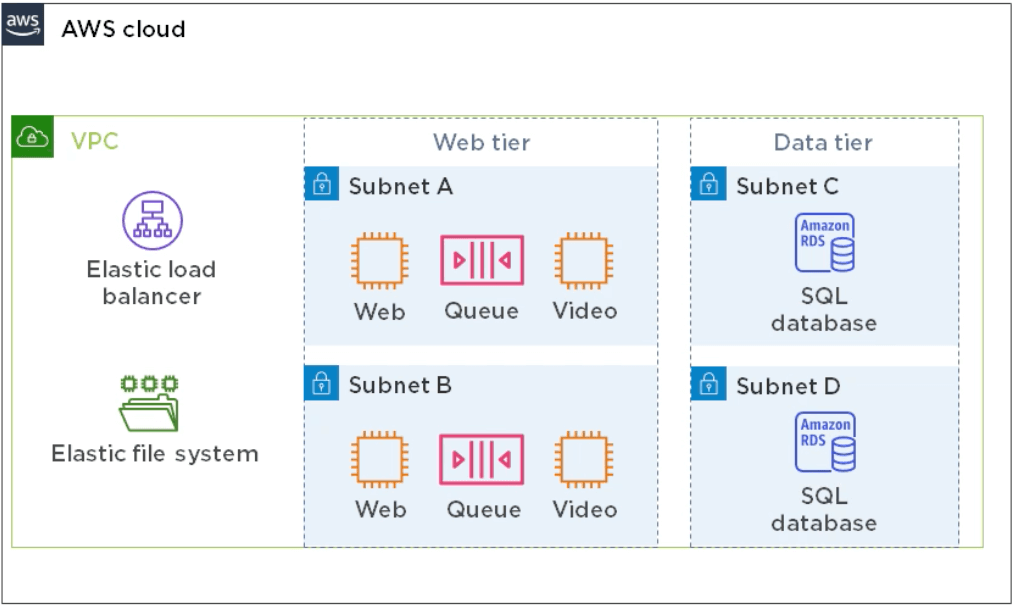 aws
AWS cloud
VPC
Web tier
Data tier
Subnet A
Subnet C
Amazon
RDS
Elastic load
balancer
Web
Queue
Video
SQL
database
Subnet B
Subnet D
Amazon
RDS
Elastic file system
Web
Queue
Video
SQL
database